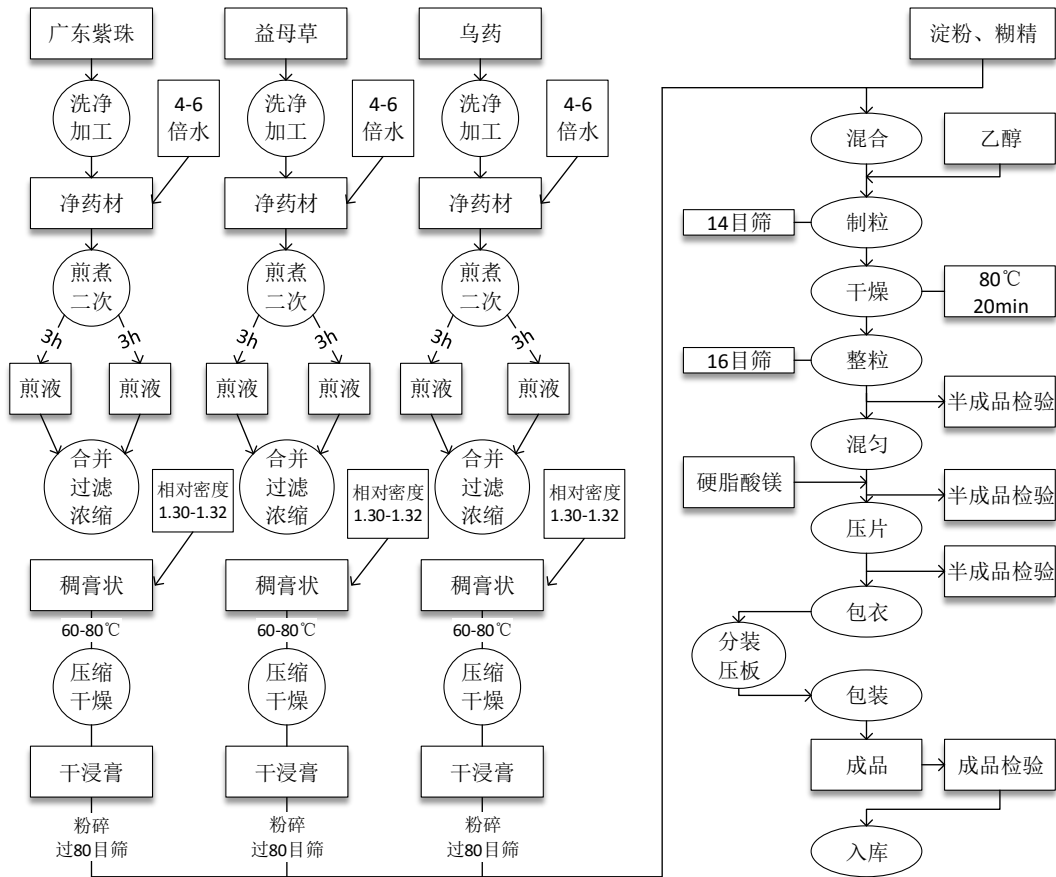 广东紫珠
益母草
乌药
洗净
加工
4-6
倍水
洗净
加工
4-6
倍水
洗净
加工
4-6
倍水
净药材
净药材
净药材
煎煮
二次
煎煮
二次
煎煮
二次
3h
3h
3h
3h
3h
3h
煎液
煎液
煎液
煎液
煎液
煎液
合并
过滤
浓缩
相对密度
1.30-1.32
合并
过滤
浓缩
相对密度
1.30-1.32
合并
过滤
浓缩
相对密度
1.30-1.32
稠膏状
稠膏状
稠膏状
60-80℃
60-80℃
60-80℃
压缩
干燥
压缩
干燥
压缩
干燥
干浸膏
干浸膏
干浸膏
粉碎
过80目筛
粉碎
过80目筛
粉碎
过80目筛
淀粉、糊精
混合
乙醇
14目筛
制粒
干燥
80℃
20min
16目筛
整粒
半成品检验
混匀
硬脂酸镁
半成品检验
压片
半成品检验
包衣
分装
压板
包装
成品
成品检验
入库